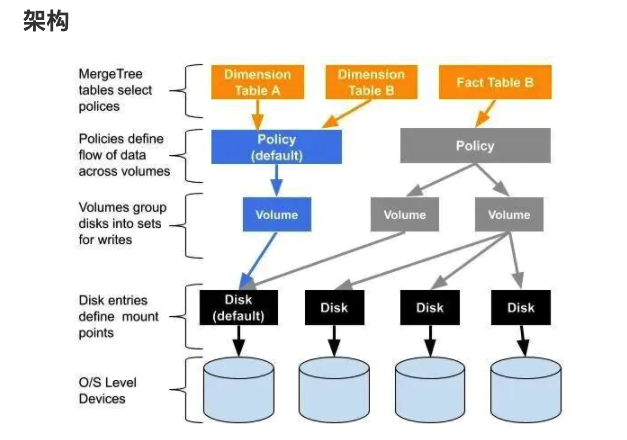 架构
MergeTree
tables select
polices
Dimension
Table A
Dimension
Table B
Fact Table B
Policies define
flow of data
across volumes
Policy
(default)
Policy
Volumes group
disks into sets
for writes
Volume
Volume
Volume
Disk entries
define mount
points
Disk
(default)
Disk
Disk
Disk
O/S Level
Devices